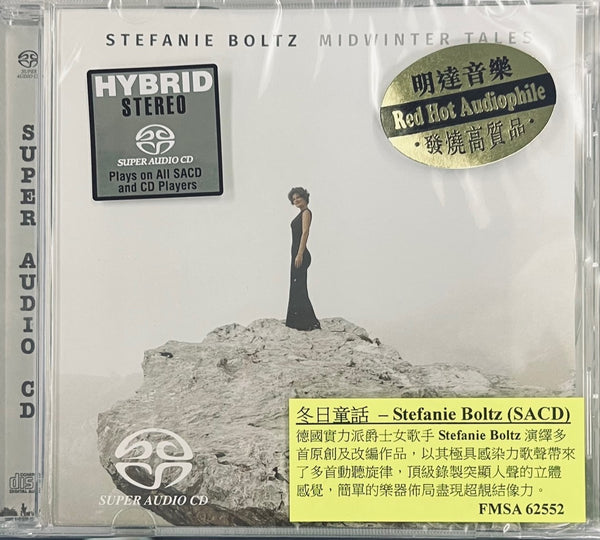 STEFANIE BOLTZ MIDWINTER TALES
SUPER AUDIO CD
SUPER AUDIO CD
HYBRID
STEREO
SUPER AUDIO CD
Plays on All SACD
and CD Players
明達音樂
Red Hot Audiophile
發燒高質品
SUPER AUDIO CD
冬日童話 – Stefanie Boltz (SACD)
德國實力派爵士女歌手 Stefanie Boltz 演繹多
首原創及改編作品，以其極具感染力歌聲帶來
了多首動聽旋律，頂級錄製突顯人聲的立體
感覺，簡單的樂器佈局盡現超靚結像力。
FMSA 62552